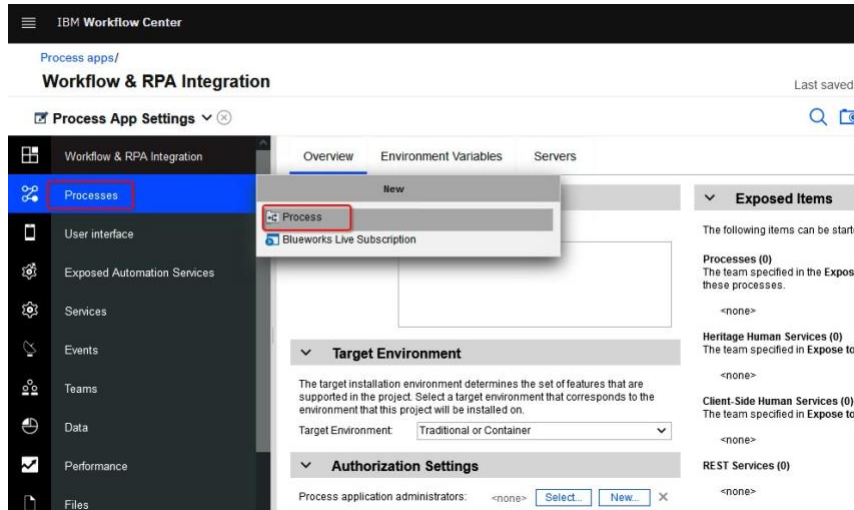 IBM Workflow Center
Process apps/
Workflow & RPA Integration
Last saved
Process App Settings
Workflow & RPA Integration
Processes
User interface
Exposed Automation Services
Services
Events
Teams
Data
Performance
Files
Overview Environment Variables Servers
New
Process
Blueworks Live Subscription
Target Environment
The target installation environment determines the set of features that are
supported in the project. Select a target environment that corresponds to the
environment that this project will be installed on.
Target Environment: Traditional or Container
Authorization Settings
Process application administrators: <none> Select... New...
Exposed Items
The following items can be start
Processes (0)
The team specified in the Expos
these processes.
<none>
Heritage Human Services (0)
The team specified in Expose to
<none>
Client-Side Human Services (0)
The team specified in Expose to
<none>
REST Services (0)
<none>